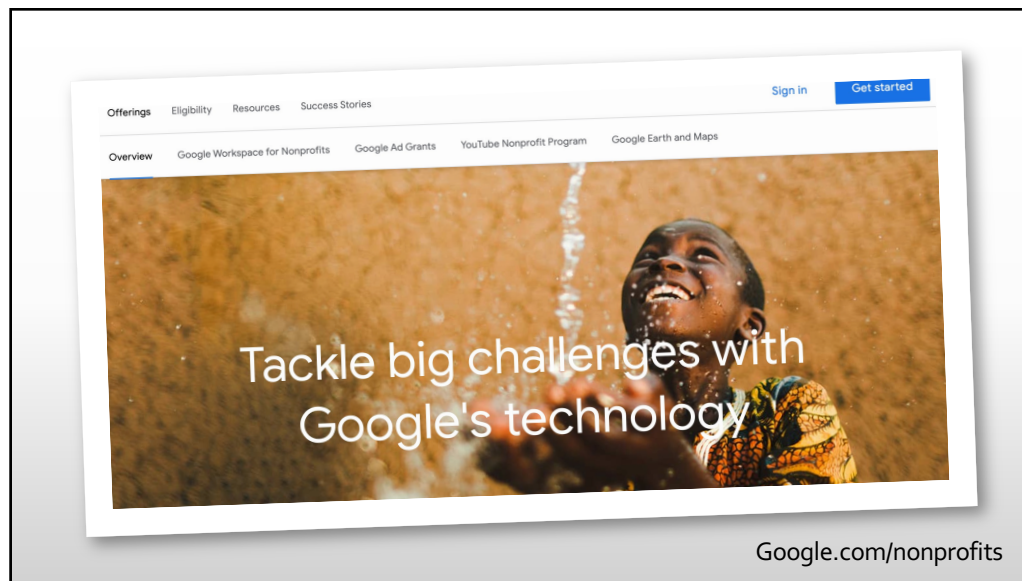 Offerings Eligibility Resources Success Stories Sign in Get started
Overview Google Workspace for Nonprofits Google Ad Grants YouTube Nonprofit Program Google Earth and Maps
Tackle big challenges with
Google's technology
Google.com/nonprofits